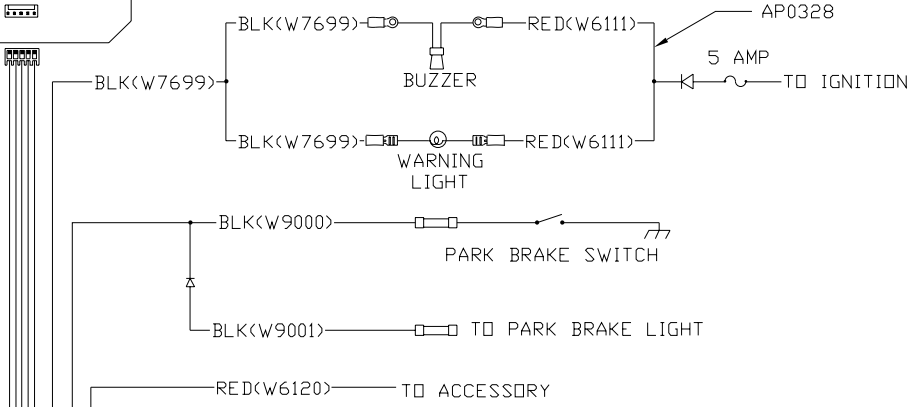 BLK(W7699)
RED(W6111)
AP0328
5 AMP
BUZZER
BLK(W7699)
TO IGNITION
BLK(W7699)
RED(W6111)
WARNING
LIGHT
BLK(W9000)
PARK BRAKE SWITCH
BLK(W9001)
TO PARK BRAKE LIGHT
RED(W6120)
TO ACCESSORY